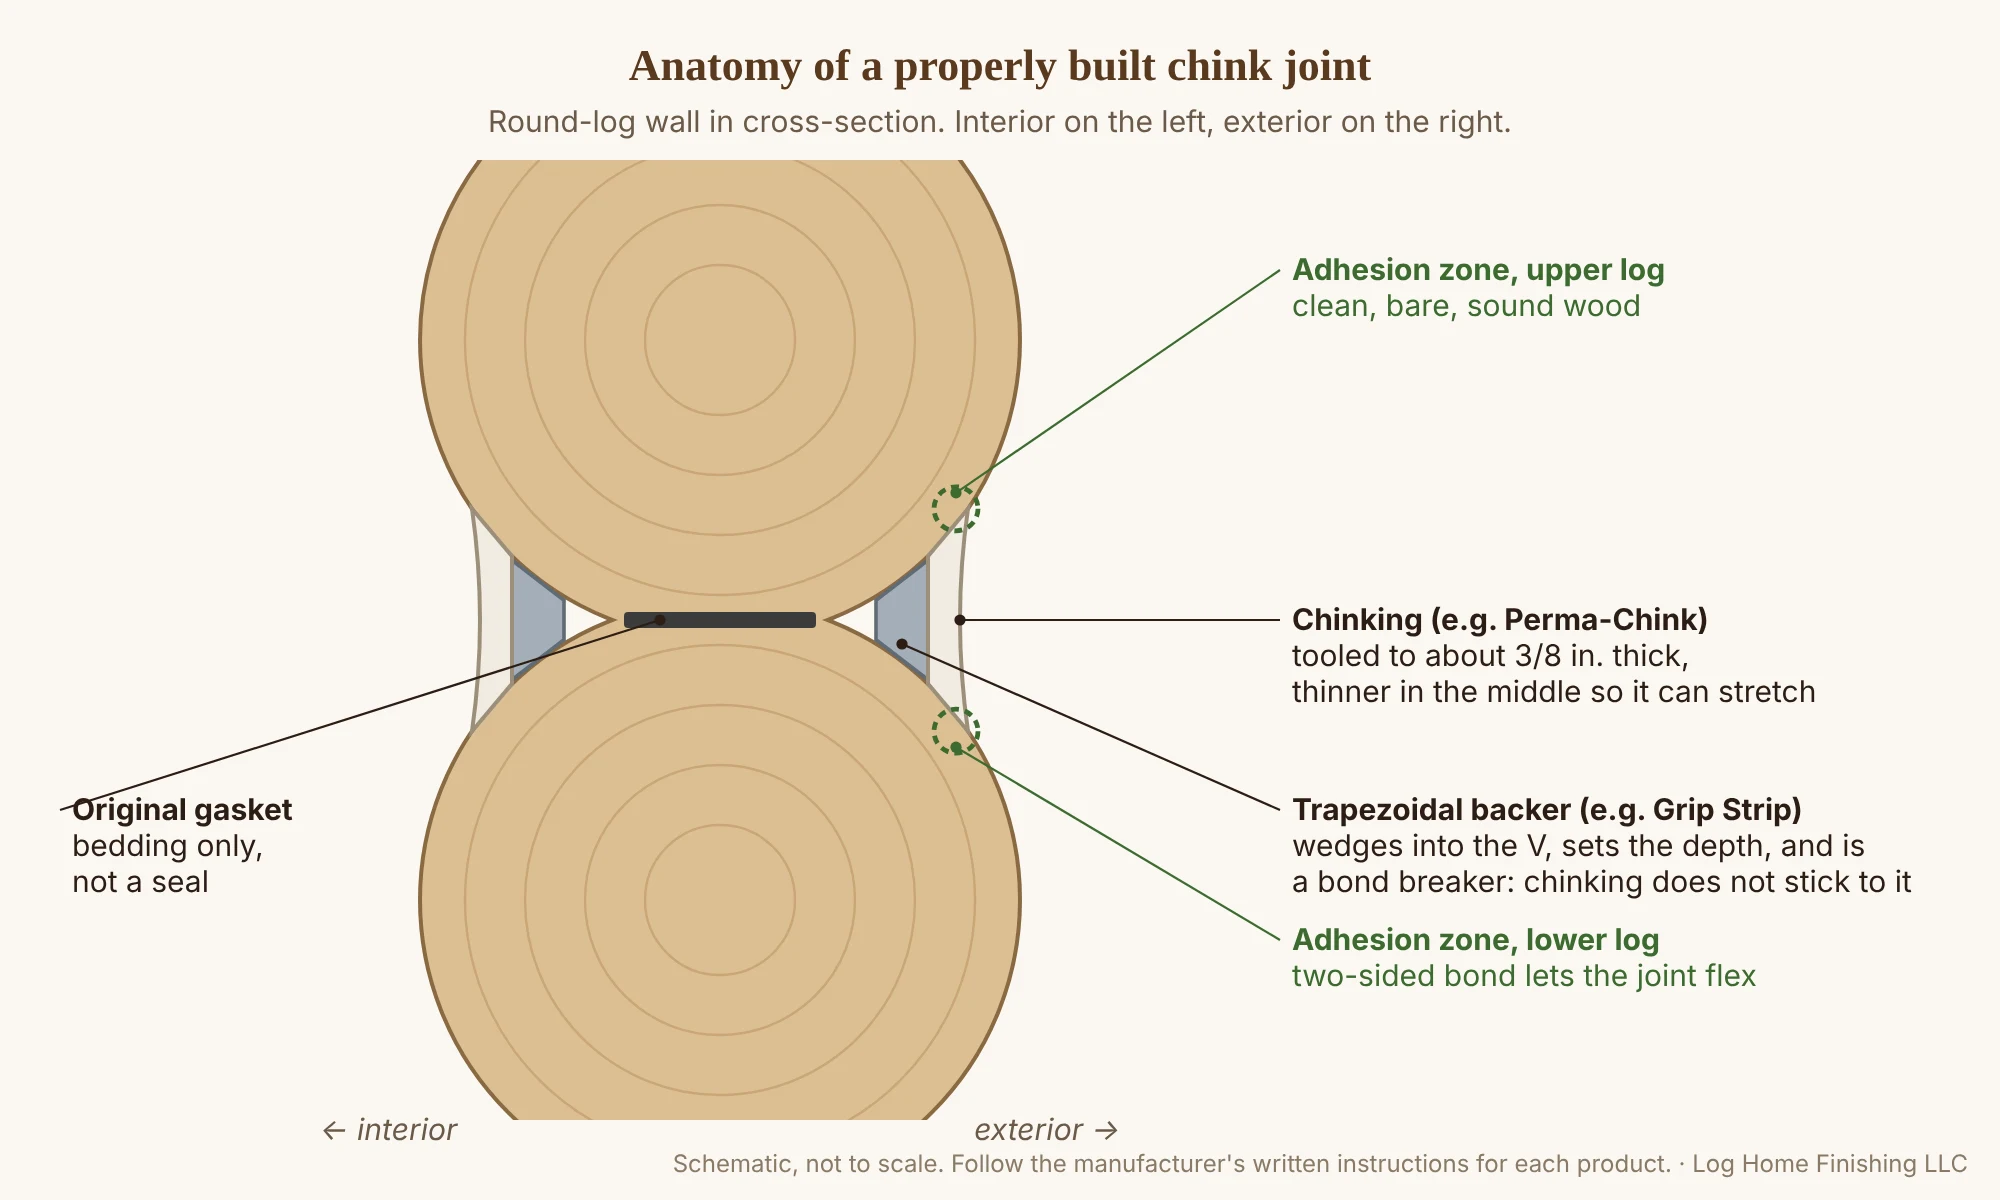 Anatomy of a properly built chink joint
Round-log wall in cross-section. Interior on the left, exterior on the right.
Adhesion zone, upper log
clean, bare, sound wood
Chinking (e.g. Perma-Chink)
tooled to about 3/8 in. thick,
thinner in the middle so it can stretch
Original gasket
bedding only,
not a seal
Trapezoidal backer (e.g. Grip Strip)
wedges into the V, sets the depth, and is
a bond breaker: chinking does not stick to it
Adhesion zone, lower log
two-sided bond lets the joint flex
← interior
exterior →
Schematic, not to scale. Follow the manufacturer's written instructions for each product. · Log Home Finishing LLC